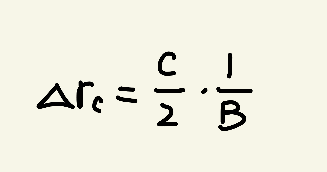 Δr_c = C/2 · 1/B